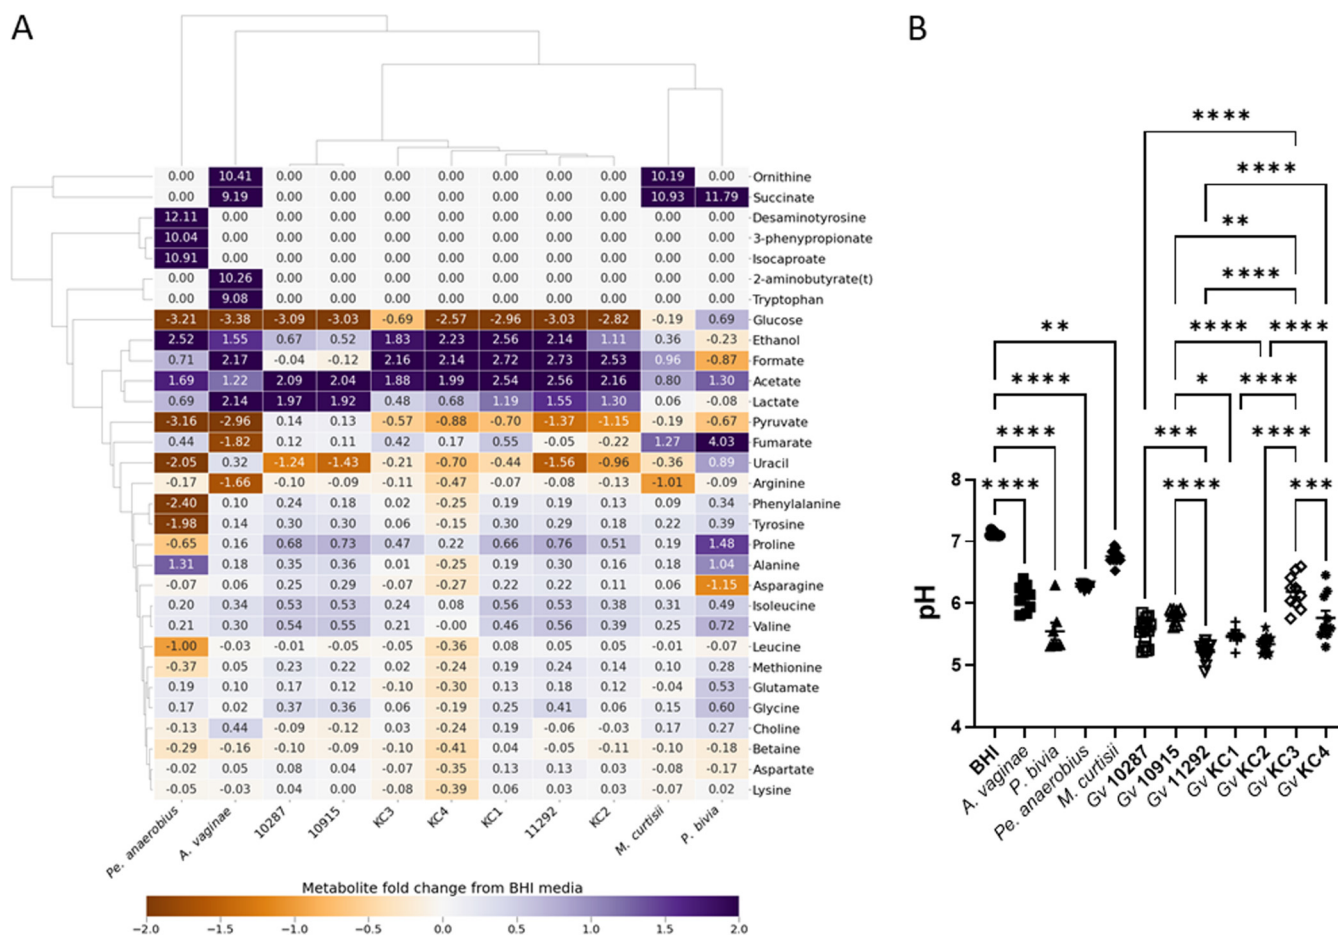 A
B
0.00 10.41 0.00 0.00 0.00 0.00 0.00 0.00 0.00 10.19 0.00 Ornithine
0.00 9.19 0.00 0.00 0.00 0.00 0.00 0.00 0.00 10.93 11.79 Succinate
12.11 0.00 0.00 0.00 0.00 0.00 0.00 0.00 0.00 0.00 0.00 Desaminotyrosine
10.04 0.00 0.00 0.00 0.00 0.00 0.00 0.00 0.00 0.00 0.00 3-phenypropionate
10.91 0.00 0.00 0.00 0.00 0.00 0.00 0.00 0.00 0.00 0.00 Isocaproate
0.00 10.26 0.00 0.00 0.00 0.00 0.00 0.00 0.00 0.00 0.00 2-aminobutyrate(t)
0.00 9.08 0.00 0.00 0.00 0.00 0.00 0.00 0.00 0.00 0.00 Tryptophan
-3.21 -3.38 -3.09 -3.03 -0.69 -2.57 -2.96 -3.03 -2.82 -0.19 0.69 Glucose
2.52 1.55 0.67 0.52 1.83 2.23 2.56 2.14 1.11 0.36 -0.23 Ethanol
0.71 2.17 -0.04 -0.12 2.16 2.14 2.72 2.73 2.53 0.96 -0.87 Formate
1.69 1.22 2.09 2.04 1.88 1.99 2.54 2.56 2.16 0.80 1.30 Acetate
0.69 2.14 1.97 1.92 0.48 0.68 1.19 1.55 1.30 0.06 -0.08 Lactate
-3.16 -2.96 0.14 0.13 -0.57 -0.88 -0.70 -1.37 -1.15 -0.19 -0.67 Pyruvate
0.44 -1.82 0.12 0.11 0.42 0.17 0.55 -0.05 -0.22 1.27 4.03 Fumarate
-2.05 0.32 -1.24 -1.43 -0.21 -0.70 -0.44 -1.56 -0.96 -0.36 0.89 Uracil
-0.17 -1.66 -0.10 -0.09 -0.11 -0.47 -0.07 -0.08 -0.13 -1.01 -0.09 Arginine
-2.40 0.10 0.24 0.18 0.02 -0.25 0.19 0.19 0.13 0.09 0.34 Phenylalanine
-1.98 0.14 0.30 0.30 0.06 -0.15 0.30 0.29 0.18 0.22 0.39 Tyrosine
-0.65 0.16 0.68 0.73 0.47 0.22 0.66 0.76 0.51 0.19 1.48 Proline
1.31 0.18 0.35 0.36 0.01 -0.25 0.19 0.30 0.16 0.18 1.04 Alanine
-0.07 0.06 0.25 0.29 -0.07 -0.27 0.22 0.22 0.11 0.06 -1.15 Asparagine
0.20 0.34 0.53 0.53 0.24 0.08 0.56 0.53 0.38 0.31 0.49 Isoleucine
0.21 0.30 0.54 0.55 0.21 -0.00 0.46 0.56 0.39 0.25 0.72 Valine
-1.00 -0.03 -0.01 -0.05 -0.05 -0.36 0.08 0.05 -0.05 -0.01 -0.07 Leucine
-0.37 0.05 0.23 0.22 0.02 -0.24 0.19 0.24 0.14 0.10 0.28 Methionine
0.19 0.10 0.17 0.12 -0.10 -0.30 0.13 0.18 0.12 -0.04 0.53 Glutamate
0.17 0.02 0.37 0.36 0.06 -0.19 0.25 0.41 0.06 0.15 0.60 Glycine
-0.13 0.44 -0.09 -0.12 0.03 -0.24 0.19 -0.06 -0.03 0.17 0.27 Choline
-0.29 -0.16 -0.10 -0.09 -0.10 -0.41 0.04 -0.05 -0.11 -0.10 -0.18 Betaine
-0.02 0.05 0.08 0.04 -0.07 -0.35 0.13 0.13 0.03 -0.08 -0.17 Aspartate
-0.05 -0.03 0.04 0.00 -0.08 -0.39 0.06 0.03 0.03 -0.07 0.02 Lysine
Pe. anaerobius A. vaginae 10287 10915 KC3 KC4 KC1 11292 KC2 M. curtisii P. bivia
Metabolite fold change from BHI media
-2.0 -1.5 -1.0 -0.5 0.0 0.5 1.0 1.5 2.0
****
****
**
****
** ****  ****
**** * ****
**** *** ****
**** **** ***
8
7
6
5
4
pH
BHI A. vaginae P. bivia Pe. anaerobius M. curtisii Gv 10287 Gv 10915 Gv 11292 Gv KC1 Gv KC2 Gv KC3 Gv KC4